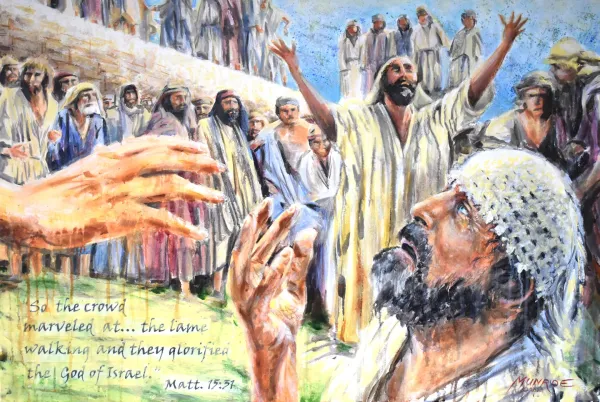 "So the crowd
marveled at... the lame
walking and they glorified
the God of Israel."
Matt. 15:31
MUNROE